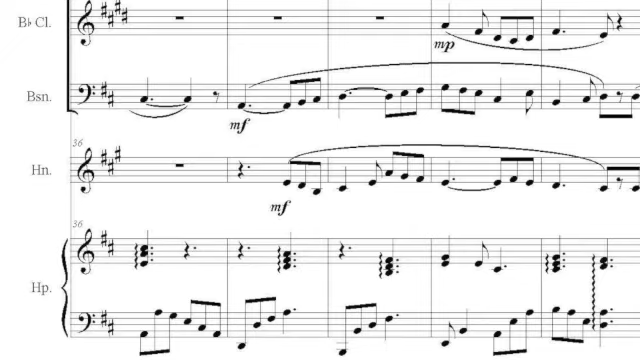 B♭ Cl.
mp
Bsn.
mf
36
Hn.
mf
36
Hp.